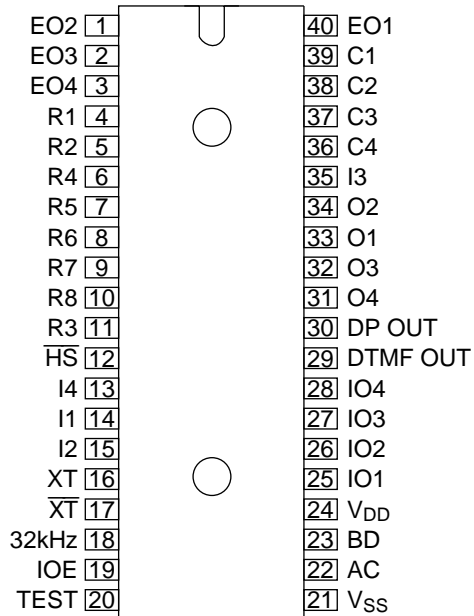 EO2 1 40 EO1
EO3 2 39 C1
EO4 3 38 C2
R1 4 37 C3
R2 5 36 C4
R4 6 35 I3
R5 7 34 O2
R6 8 33 O1
R7 9 32 O3
R8 10 31 O4
R3 11 30 DP OUT
H̅S̅ 12 29 DTMF OUT
I4 13 28 IO4
I1 14 27 IO3
I2 15 26 IO2
XT 16 25 IO1
X̅T̅ 17 24 V_DD
32kHz 18 23 BD
IOE 19 22 AC
TEST 20 21 V_SS